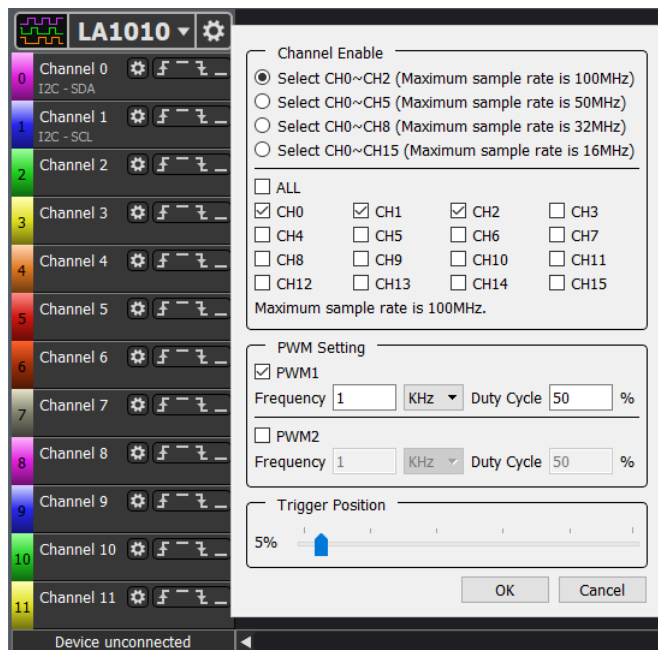 LA1010
0 Channel 0
I2C - SDA
1 Channel 1
I2C - SCL
2 Channel 2
3 Channel 3
4 Channel 4
5 Channel 5
6 Channel 6
7 Channel 7
8 Channel 8
9 Channel 9
10 Channel 10
11 Channel 11
Device unconnected
Channel Enable
Select CH0~CH2 (Maximum sample rate is 100MHz)
Select CH0~CH5 (Maximum sample rate is 50MHz)
Select CH0~CH8 (Maximum sample rate is 32MHz)
Select CH0~CH15 (Maximum sample rate is 16MHz)
ALL
CH0 CH1 CH2 CH3
CH4 CH5 CH6 CH7
CH8 CH9 CH10 CH11
CH12 CH13 CH14 CH15
Maximum sample rate is 100MHz.
PWM Setting
PWM1
Frequency 1 KHz Duty Cycle 50 %
PWM2
Frequency 1 KHz Duty Cycle 50 %
Trigger Position
5%
OK Cancel